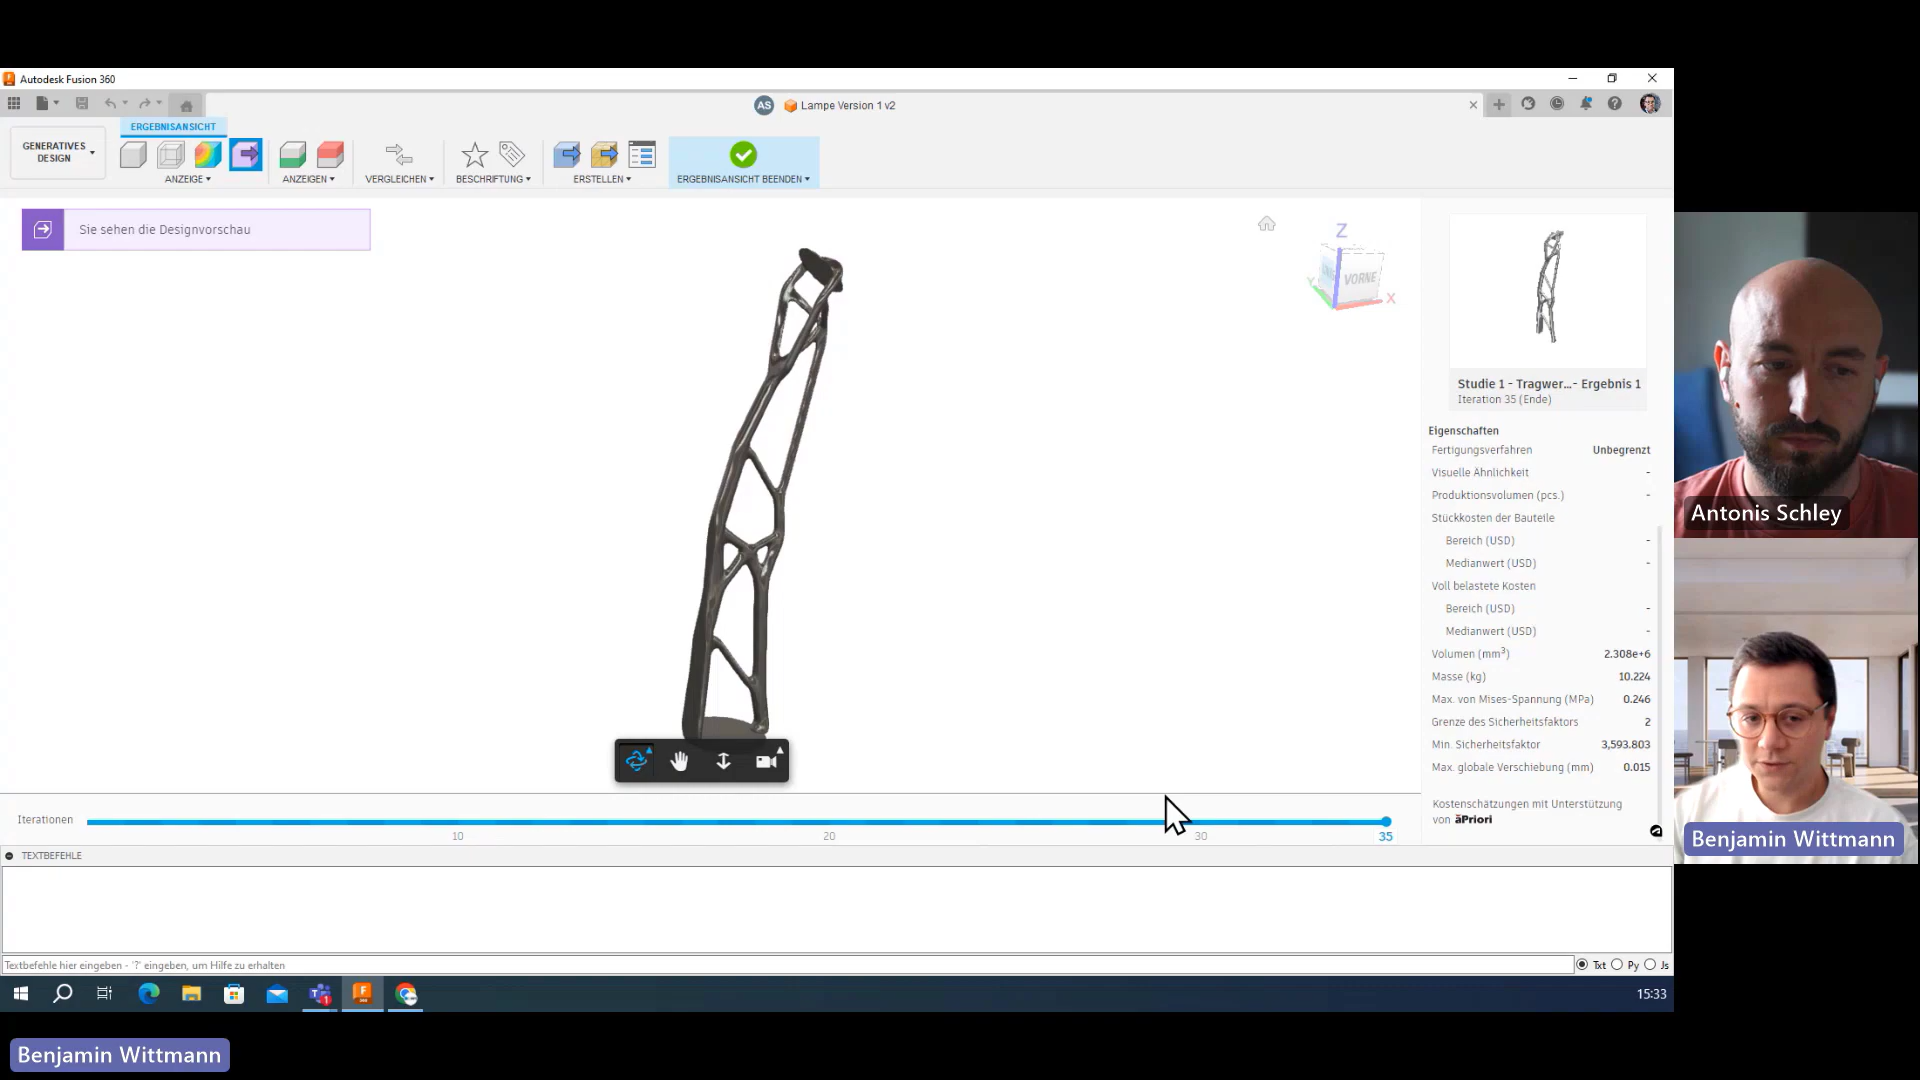 Autodesk Fusion 360
AS Lampe Version 1 v2
GENERATIVES DESIGN
ERGEBNISANSICHT
ANZEIGE
ANZEIGEN
VERGLEICHEN
BESCHRIFTUNG
ERSTELLEN
ERGEBNISANSICHT BEENDEN
Sie sehen die Designvorschau
Z
VORNE
Y
X
Studie 1 - Tragwer...- Ergebnis 1
Iteration 35 (Ende)
Eigenschaften
Fertigungsverfahren Unbegrenzt
Visuelle Ähnlichkeit -
Produktionsvolumen (pcs.) -
Stückkosten der Bauteile
Bereich (USD) -
Medianwert (USD) -
Voll belastete Kosten
Bereich (USD) -
Medianwert (USD) -
Volumen (mm³) 2.308e+6
Masse (kg) 10.224
Max. von Mises-Spannung (MPa) 0.246
Grenze des Sicherheitsfaktors 2
Min. Sicherheitsfaktor 3,593.803
Max. globale Verschiebung (mm) 0.015
Kostenschätzungen mit Unterstützung
von aPriori
Iterationen
10 20 30 35
TEXTBEFEHLE
Textbefehle hier eingeben - '?' eingeben, um Hilfe zu erhalten
Txt Py Js
15:33
Antonis Schley
Benjamin Wittmann
Benjamin Wittmann